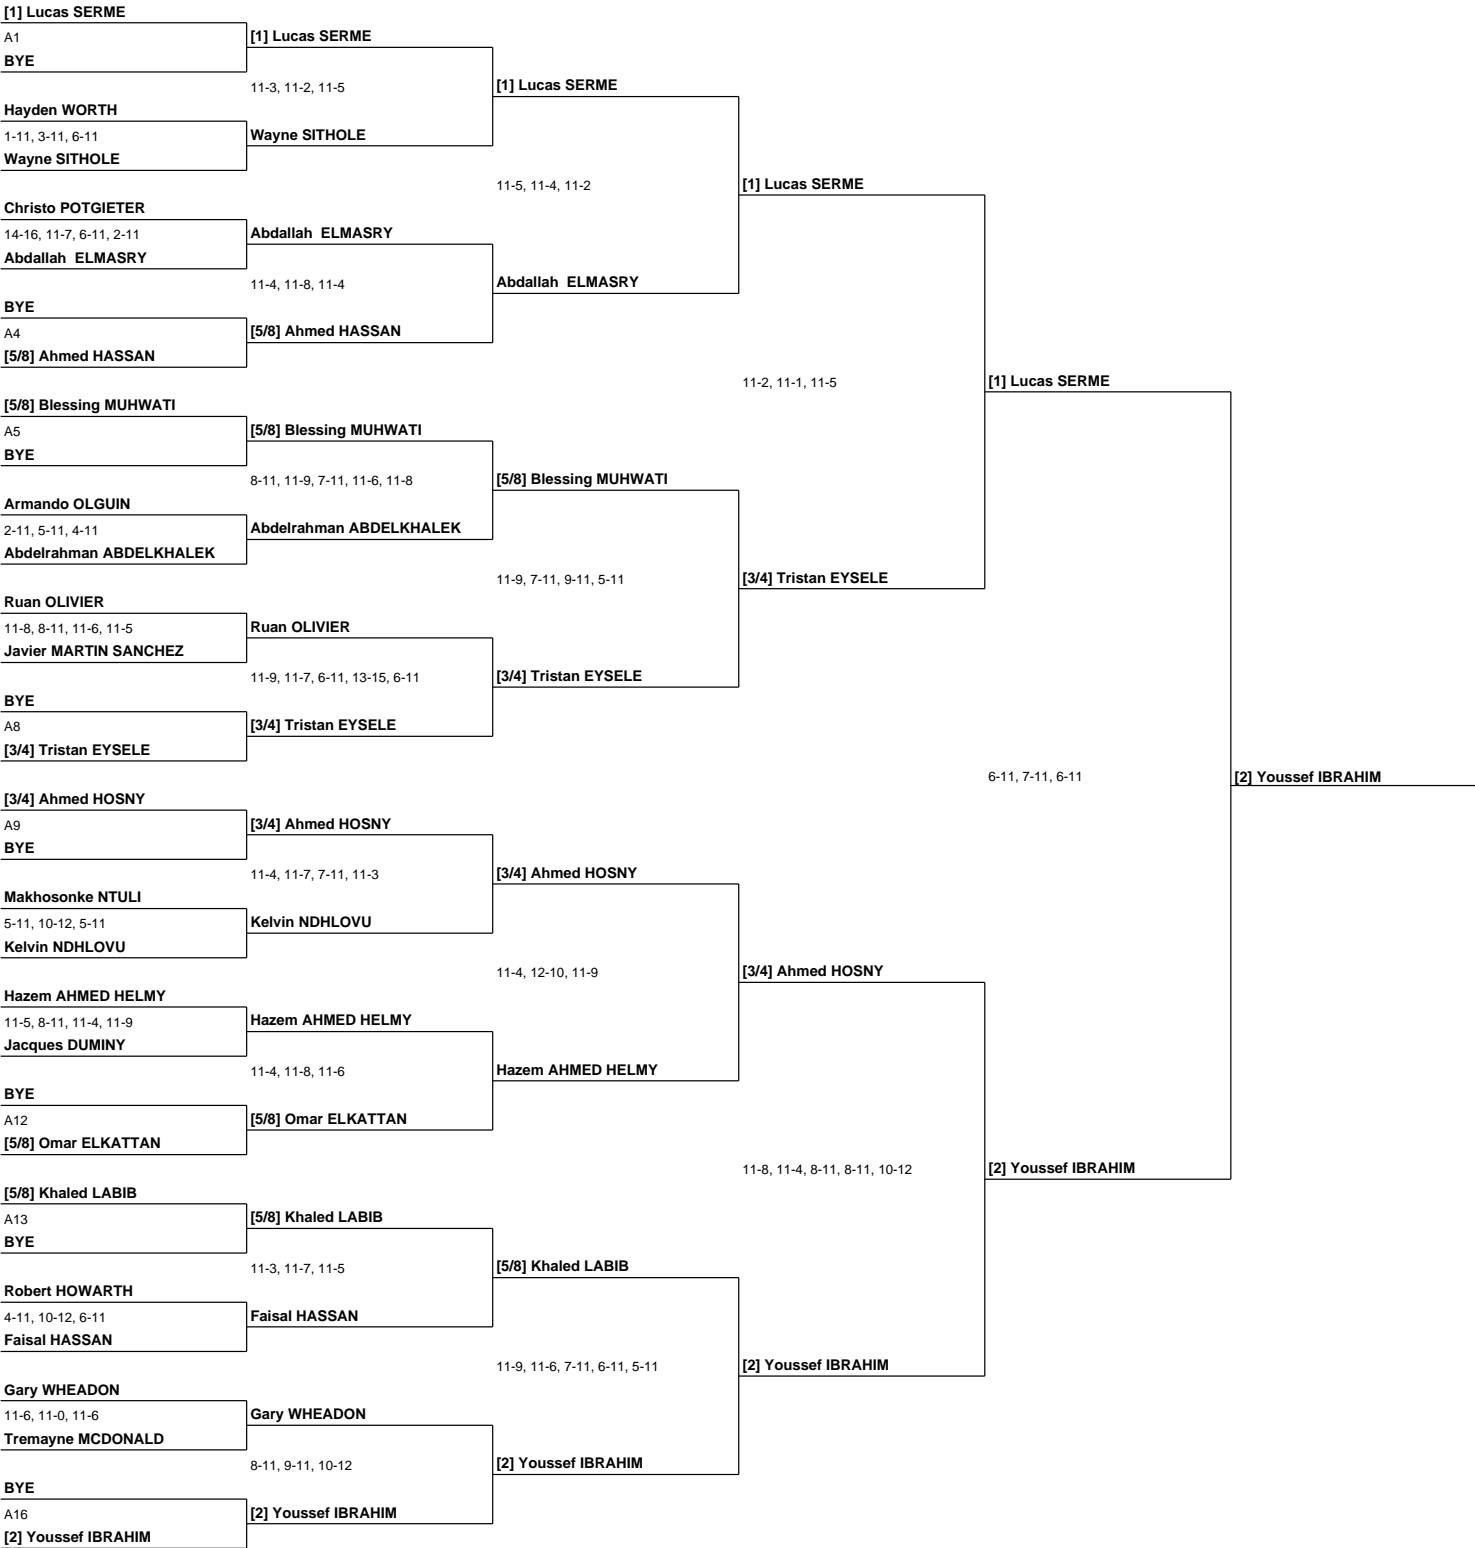 [1] Lucas SERME
A1
BYE
Hayden WORTH
1-11, 3-11, 6-11
Wayne SITHOLE
Christo POTGIETER
14-16, 11-7, 6-11, 2-11
Abdallah  ELMASRY
BYE
A4
[5/8] Ahmed HASSAN
[5/8] Blessing MUHWATI
A5
BYE
Armando OLGUIN
2-11, 5-11, 4-11
Abdelrahman ABDELKHALEK
Ruan OLIVIER
11-8, 8-11, 11-6, 11-5
Javier MARTIN SANCHEZ
BYE
A8
[3/4] Tristan EYSELE
[3/4] Ahmed HOSNY
A9
BYE
Makhosonke NTULI
5-11, 10-12, 5-11
Kelvin NDHLOVU
Hazem AHMED HELMY
11-5, 8-11, 11-4, 11-9
Jacques DUMINY
BYE
A12
[5/8] Omar ELKATTAN
[5/8] Khaled LABIB
A13
BYE
Robert HOWARTH
4-11, 10-12, 6-11
Faisal HASSAN
Gary WHEADON
11-6, 11-0, 11-6
Tremayne MCDONALD
BYE
A16
[2] Youssef IBRAHIM
[1] Lucas SERME
11-3, 11-2, 11-5
Wayne SITHOLE
Abdallah  ELMASRY
11-4, 11-8, 11-4
[5/8] Ahmed HASSAN
[5/8] Blessing MUHWATI
8-11, 11-9, 7-11, 11-6, 11-8
Abdelrahman ABDELKHALEK
Ruan OLIVIER
11-9, 11-7, 6-11, 13-15, 6-11
[3/4] Tristan EYSELE
[3/4] Ahmed HOSNY
11-4, 11-7, 7-11, 11-3
Kelvin NDHLOVU
Hazem AHMED HELMY
11-4, 11-8, 11-6
[5/8] Omar ELKATTAN
[5/8] Khaled LABIB
11-3, 11-7, 11-5
Faisal HASSAN
Gary WHEADON
8-11, 9-11, 10-12
[2] Youssef IBRAHIM
[1] Lucas SERME
11-5, 11-4, 11-2
Abdallah  ELMASRY
[5/8] Blessing MUHWATI
11-9, 7-11, 9-11, 5-11
[3/4] Tristan EYSELE
[3/4] Ahmed HOSNY
11-4, 12-10, 11-9
Hazem AHMED HELMY
[5/8] Khaled LABIB
11-9, 11-6, 7-11, 6-11, 5-11
[2] Youssef IBRAHIM
[1] Lucas SERME
11-2, 11-1, 11-5
[3/4] Tristan EYSELE
[3/4] Ahmed HOSNY
11-8, 11-4, 8-11, 8-11, 10-12
[2] Youssef IBRAHIM
[1] Lucas SERME
6-11, 7-11, 6-11
[2] Youssef IBRAHIM
[2] Youssef IBRAHIM